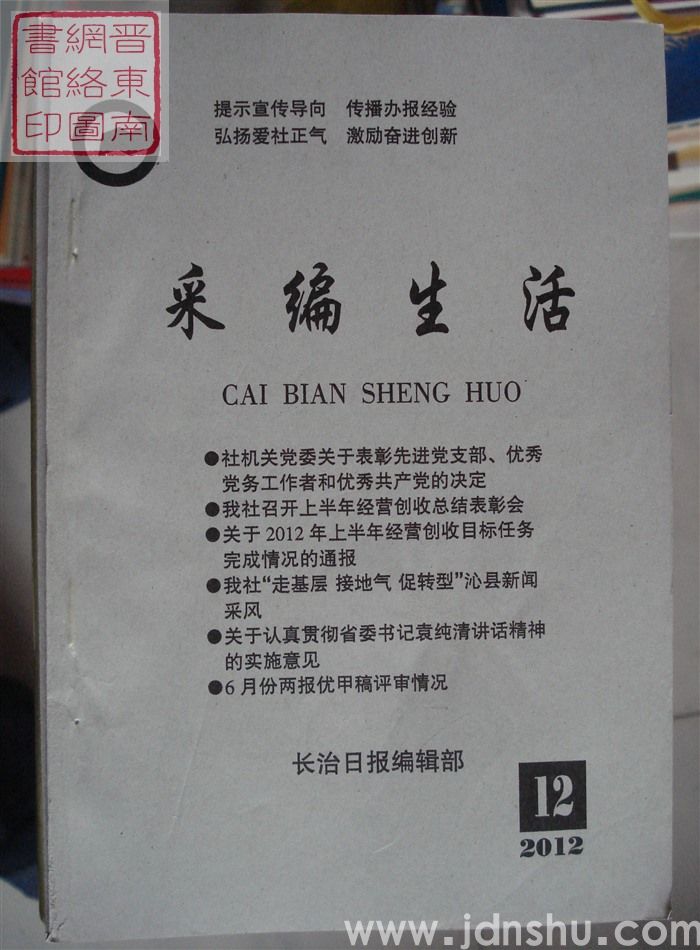 晋东南
網絡圖
書館印
提示宣传导向 传播办报经验
弘扬爱社正气 激励奋进创新
采编生活
CAI BIAN SHENG HUO
●社机关党委关于表彰先进党支部、优秀
党务工作者和优秀共产党的决定
●我社召开上半年经营创收总结表彰会
●关于 2012 年上半年经营创收目标任务
完成情况的通报
●我社“走基层 接地气 促转型”沁县新闻
采风
●关于认真贯彻省委书记袁纯清讲话精神
的实施意见
●6 月份两报优甲稿评审情况
长治日报编辑部
12
2012
www.jdnshu.com